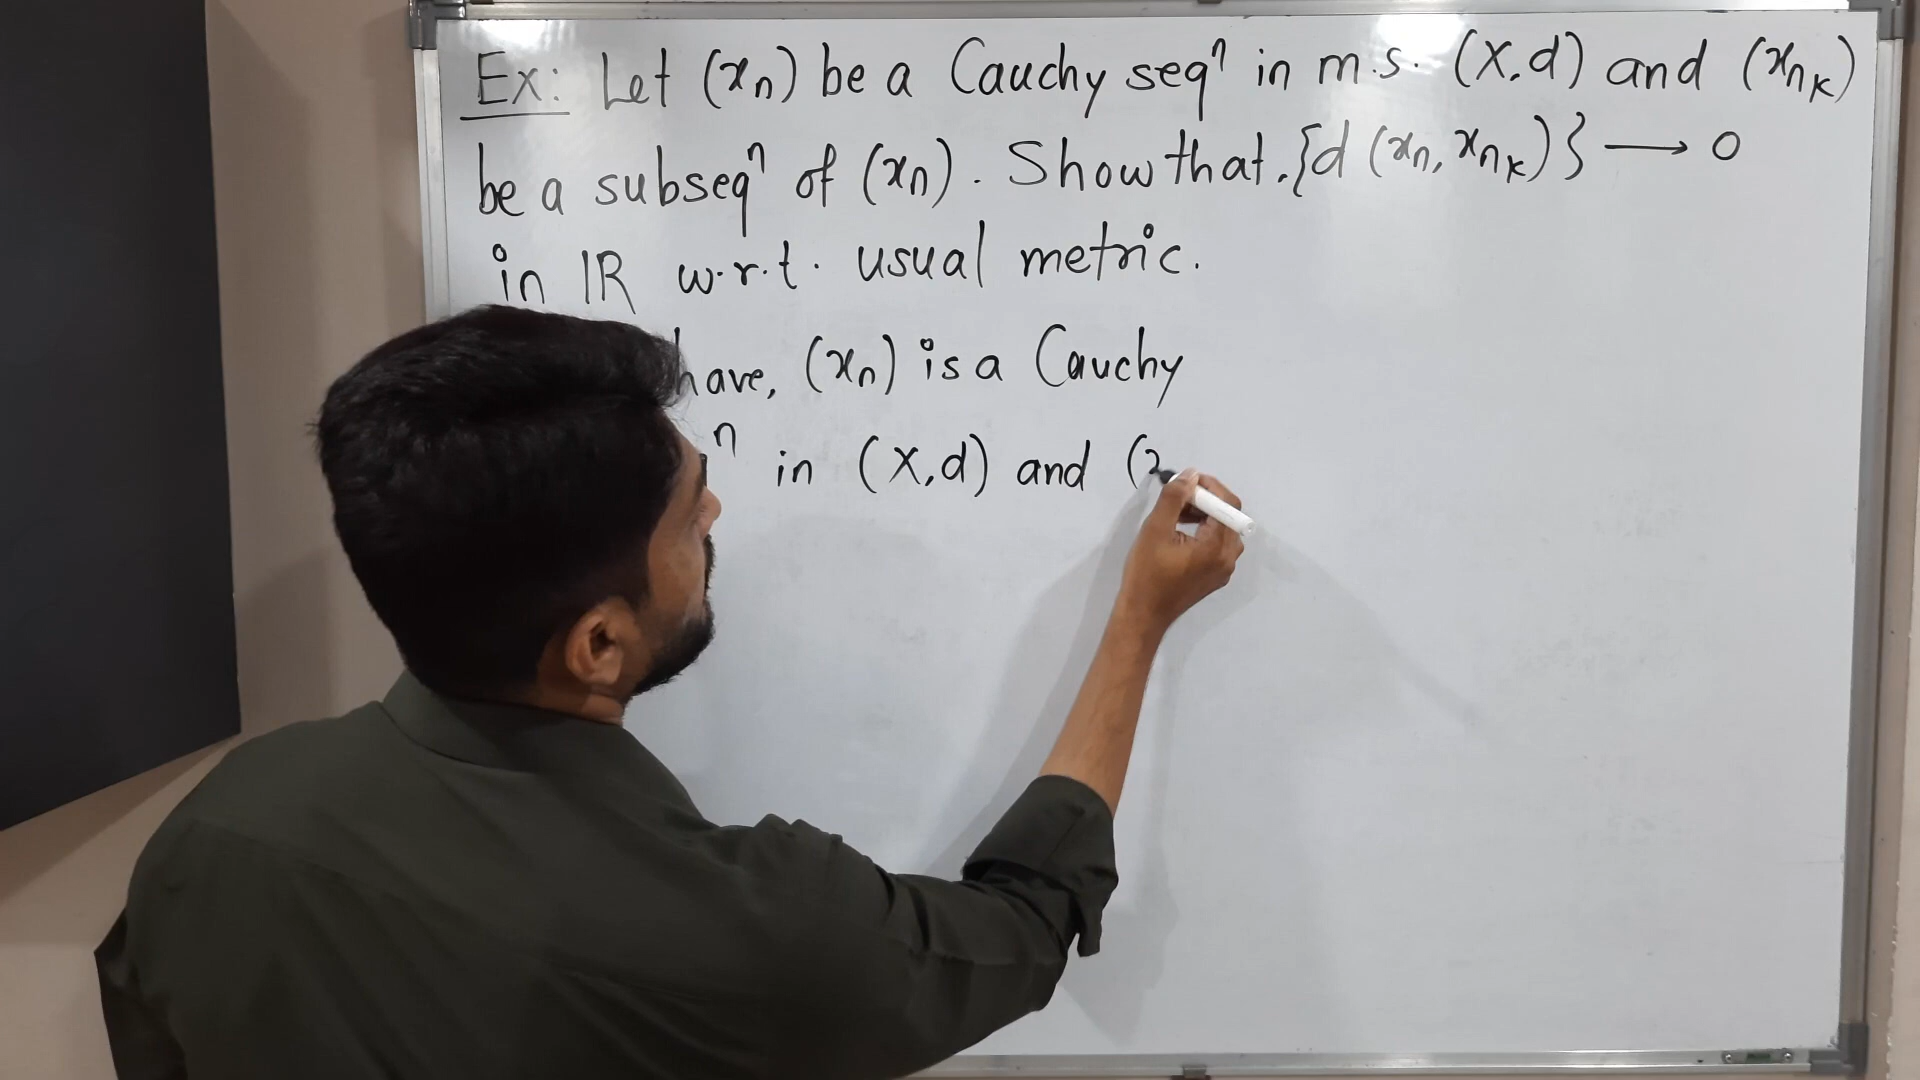 Ex: Let (xₙ) be a Cauchy seqⁿ in m.s. (X,d) and (xₙₖ)
be a subseqⁿ of (xₙ). Show that {d(xₙ, xₙₖ)} → 0
in IR w.r.t. usual metric.
have, (xₙ) is a Cauchy
ⁿ in (X,d) and (x